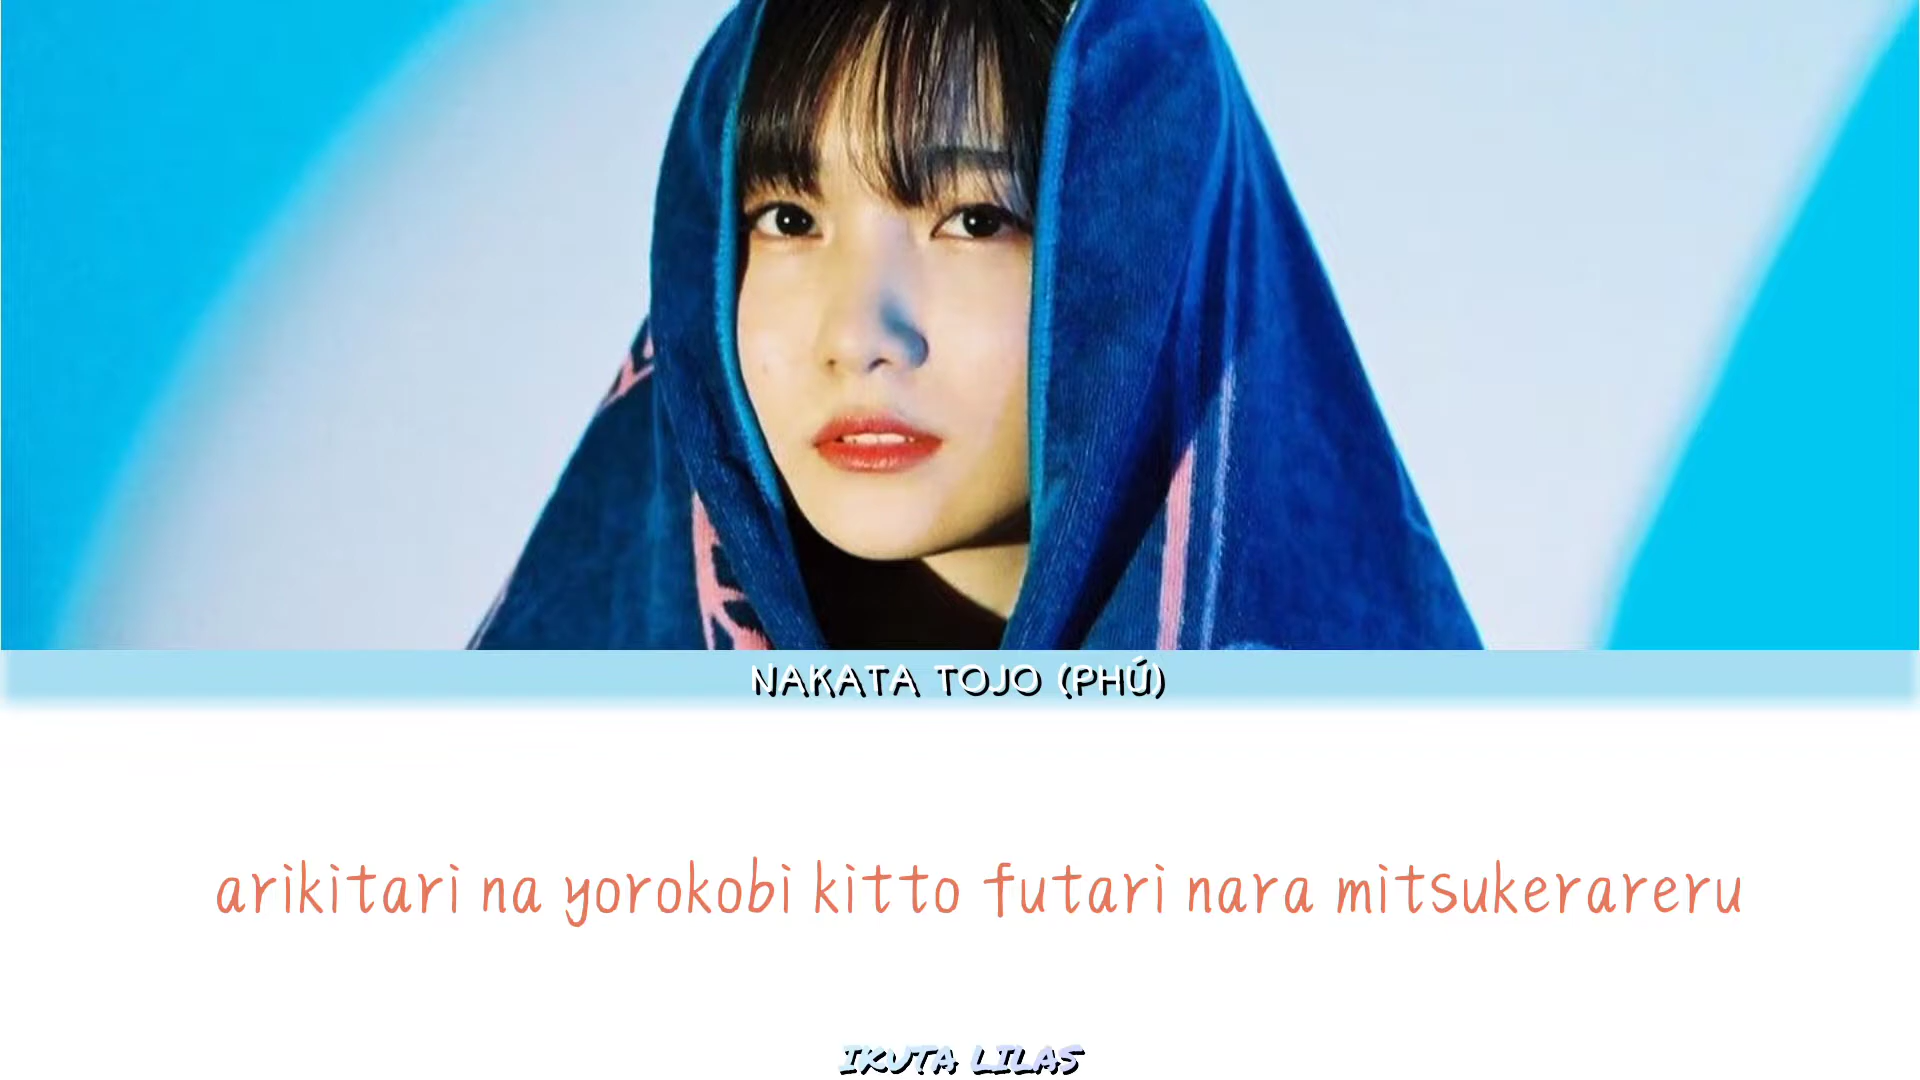 NAKATA TOJO (PHÚ)
arikitari na yorokobi kitto futari nara mitsukerareru
IKUTA LILAS